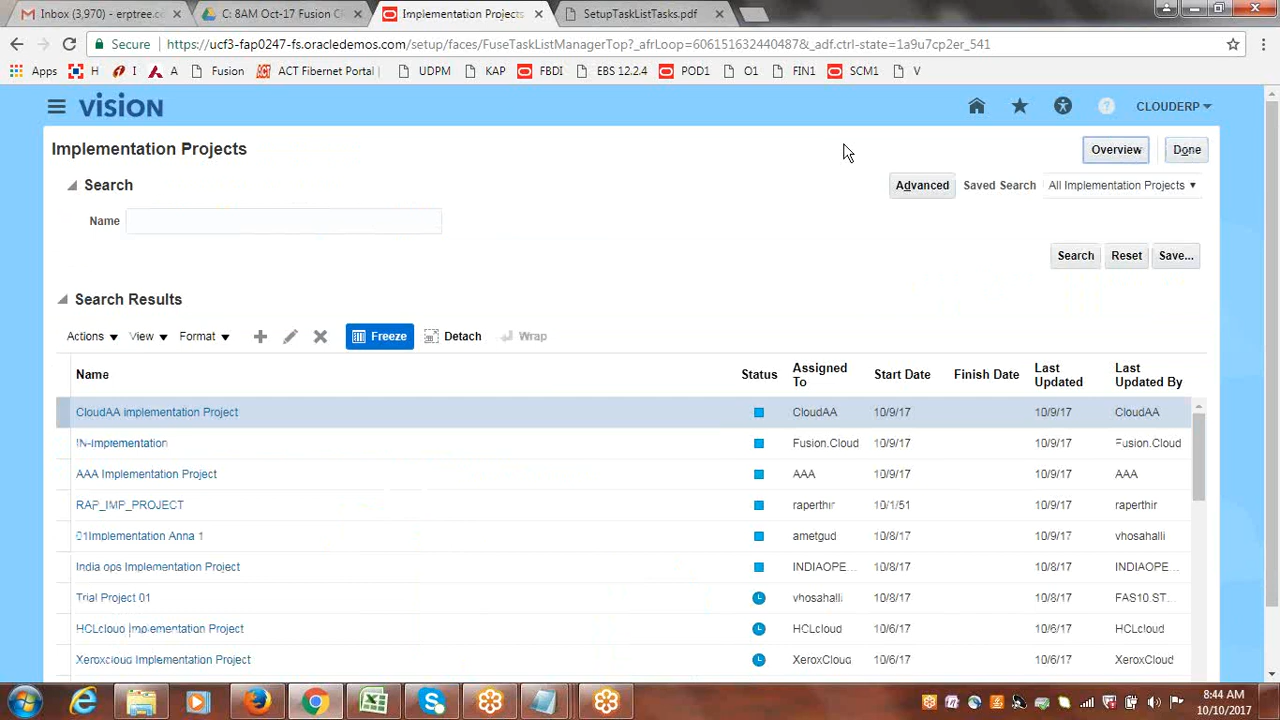 Inbox (3,970) - erptree.co
C: 8AM Oct-17 Fusion C
Implementation Projects
SetupTaskListTasks.pdf
Secure
https://ucf3-fap0247-fs.oracledemos.com/setup/faces/FuseTaskListManagerTop?_afrLoop=6061516324404878&_adf.ctrl-state=1a9u7cp2er_541
Apps H I A Fusion ACT Fibernet Portal UDPM KAP FBDI EBS 12.2.4 POD1 O1 FIN1 SCM1 V
VISION
CLOUDERP
Implementation Projects
Overview Done
Search
Advanced Saved Search All Implementation Projects
Name
Search Reset Save...
Search Results
Actions View Format Freeze Detach Wrap
Name Status Assigned To Start Date Finish Date Last Updated Last Updated By
CloudAA implementation Project CloudAA 10/9/17 10/9/17 CloudAA
!N-Implementation Fusion.Cloud 10/9/17 10/9/17 Fusion.Cloud
AAA Implementation Project AAA 10/9/17 10/9/17 AAA
RAP_IMP_PROJECT raperthir 10/1/51 10/9/17 raperthir
01Implementation Anna 1 ametgud 10/8/17 10/8/17 vhosahalli
India ops Implementation Project INDIAOPE... 10/8/17 10/8/17 INDIAOPE...
Trial Project 01 vhosahalli 10/8/17 10/8/17 FAS10.ST...
HCLcloud Implementation Project HCLcloud 10/6/17 10/6/17 HCLcloud
Xeroxcloud Implementation Project XeroxCloud 10/6/17 10/6/17 XeroxCloud
8:44 AM
10/10/2017